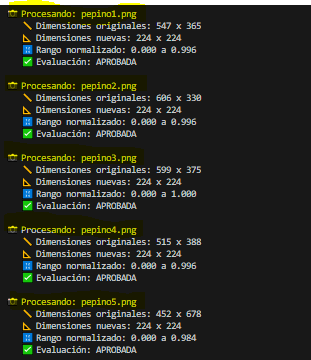 Procesando: pepino1.png
Dimensiones originales: 547 x 365
Dimensiones nuevas: 224 x 224
Rango normalizado: 0.000 a 0.996
Evaluación: APROBADA
Procesando: pepino2.png
Dimensiones originales: 606 x 330
Dimensiones nuevas: 224 x 224
Rango normalizado: 0.000 a 0.996
Evaluación: APROBADA
Procesando: pepino3.png
Dimensiones originales: 599 x 375
Dimensiones nuevas: 224 x 224
Rango normalizado: 0.000 a 1.000
Evaluación: APROBADA
Procesando: pepino4.png
Dimensiones originales: 515 x 388
Dimensiones nuevas: 224 x 224
Rango normalizado: 0.000 a 0.996
Evaluación: APROBADA
Procesando: pepino5.png
Dimensiones originales: 452 x 678
Dimensiones nuevas: 224 x 224
Rango normalizado: 0.000 a 0.984
Evaluación: APROBADA